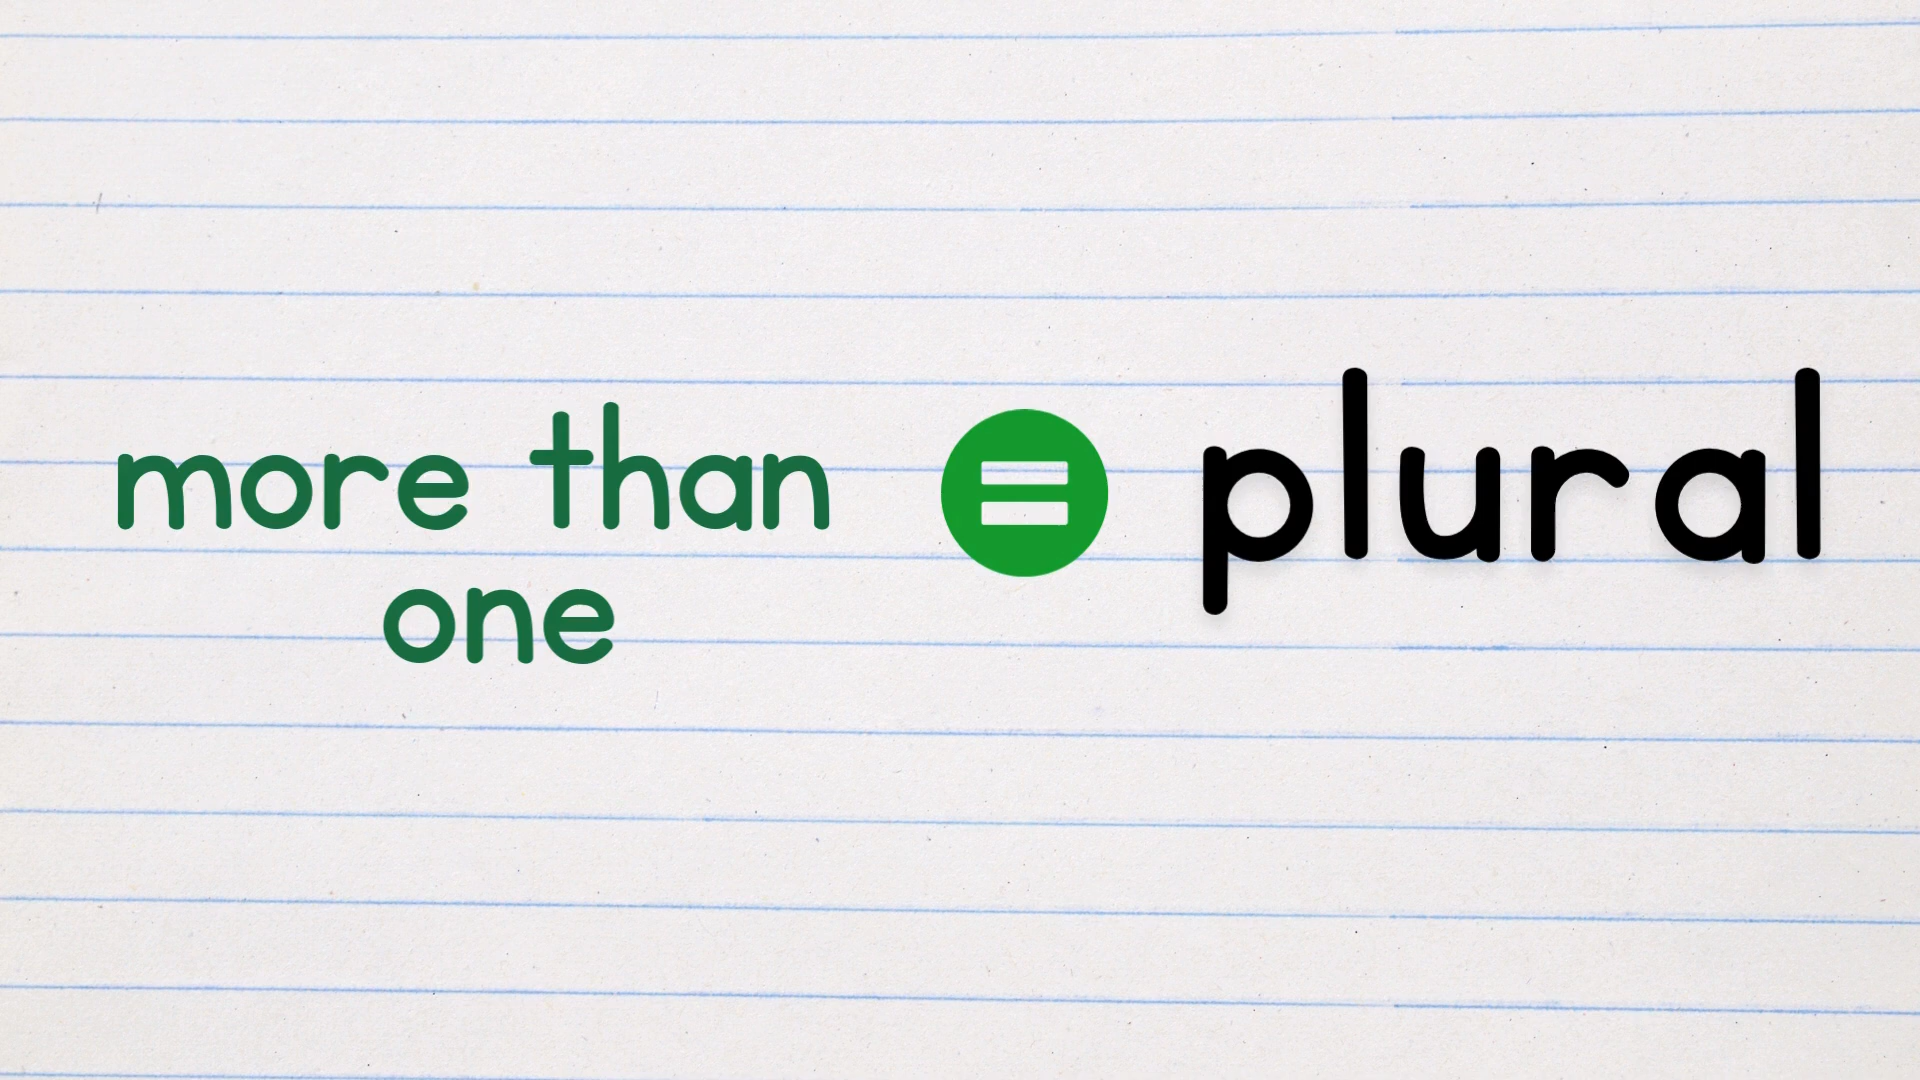 more than
one
=
plural